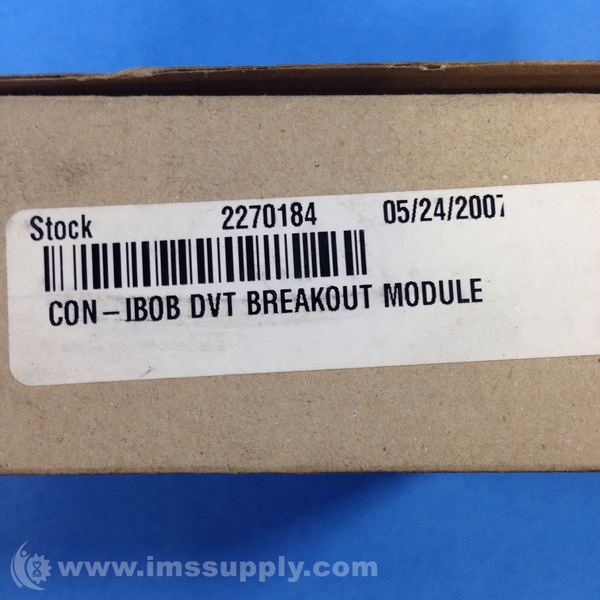 Stock 2270184 05/24/2007
CON-IBOB DVT BREAKOUT MODULE
www.imssupply.com